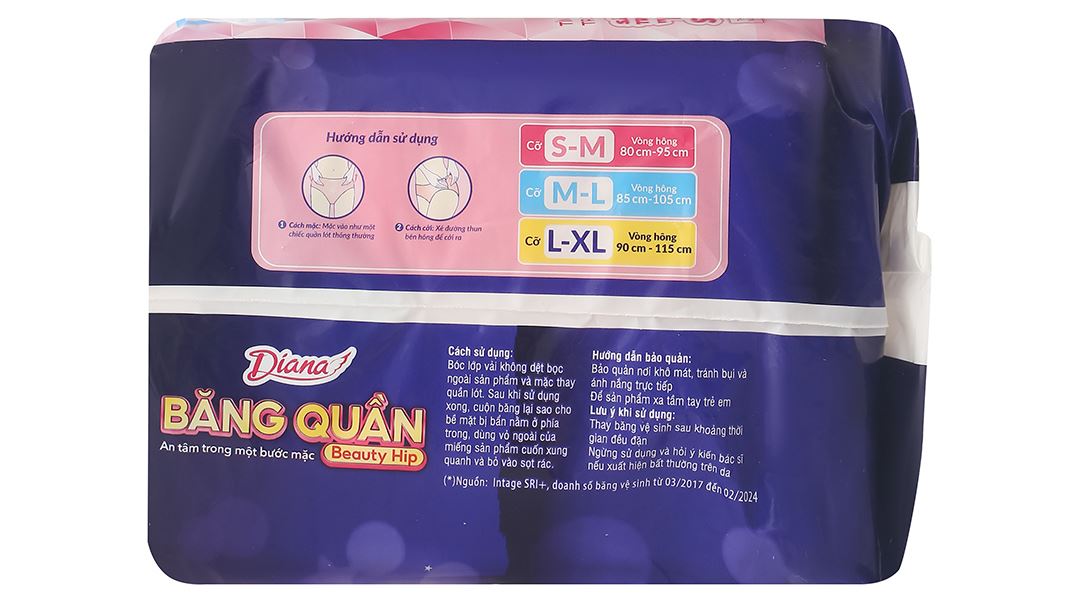 Hướng dẫn sử dụng
1 Cách mặc: Mặc vào như một
chiếc quần lót thông thường
2 Cách cởi: Xé đường thun
bên hông để cởi ra
Cỡ S-M Vòng hông
80 cm-95 cm
Cỡ M-L Vòng hông
85 cm-105 cm
Cỡ L-XL Vòng hông
90 cm - 115 cm
Diana
BĂNG QUẦN
An tâm trong một bước mặc Beauty Hip
Cách sử dụng:
Bóc lớp vải không dệt bọc
ngoài sản phẩm và mặc thay
quần lót. Sau khi sử dụng
xong, cuộn băng lại sao cho
bề mặt bị bẩn nằm ở phía
trong, dùng vỏ ngoài của
miếng sản phẩm cuốn xung
quanh và bỏ vào sọt rác.
Hướng dẫn bảo quản:
Bảo quản nơi khô mát, tránh bụi và
ánh nắng trực tiếp
Để sản phẩm xa tầm tay trẻ em
Lưu ý khi sử dụng:
Thay băng vệ sinh sau khoảng thời
gian đều đặn
Ngừng sử dụng và hỏi ý kiến bác sĩ
nếu xuất hiện bất thường trên da
(*)Nguồn: Intage SRI+, doanh số băng vệ sinh từ 03/2017 đến 02/2024